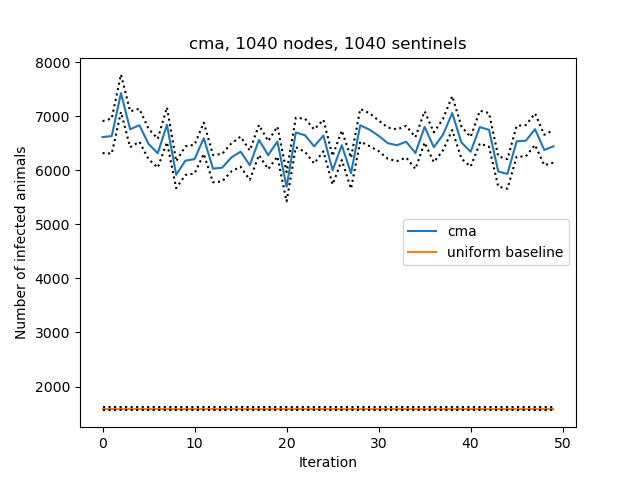 cma, 1040 nodes, 1040 sentinels
Number of infected animals
8000
7000
6000
5000
4000
3000
2000
cma
uniform baseline
0
10
20
30
40
50
Iteration